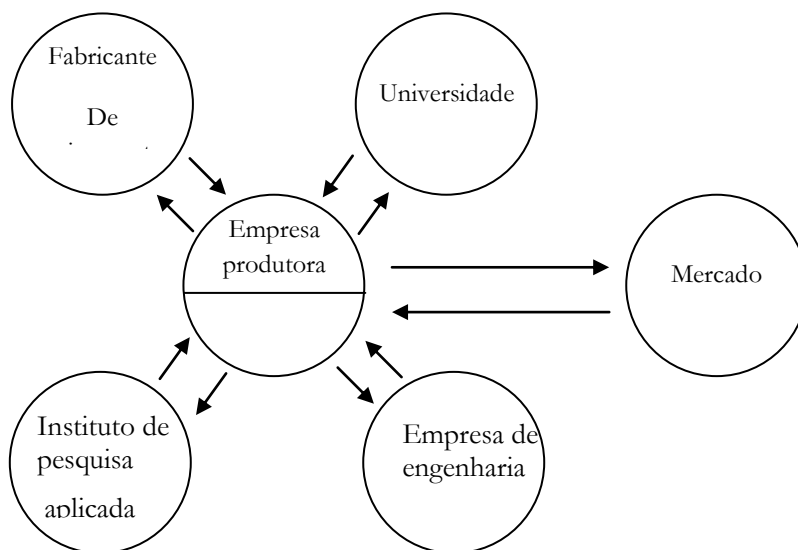 Fabricante
De
Universidade
Empresa
produtora
Mercado
Instituto de
pesquisa
aplicada
Empresa de
engenharia